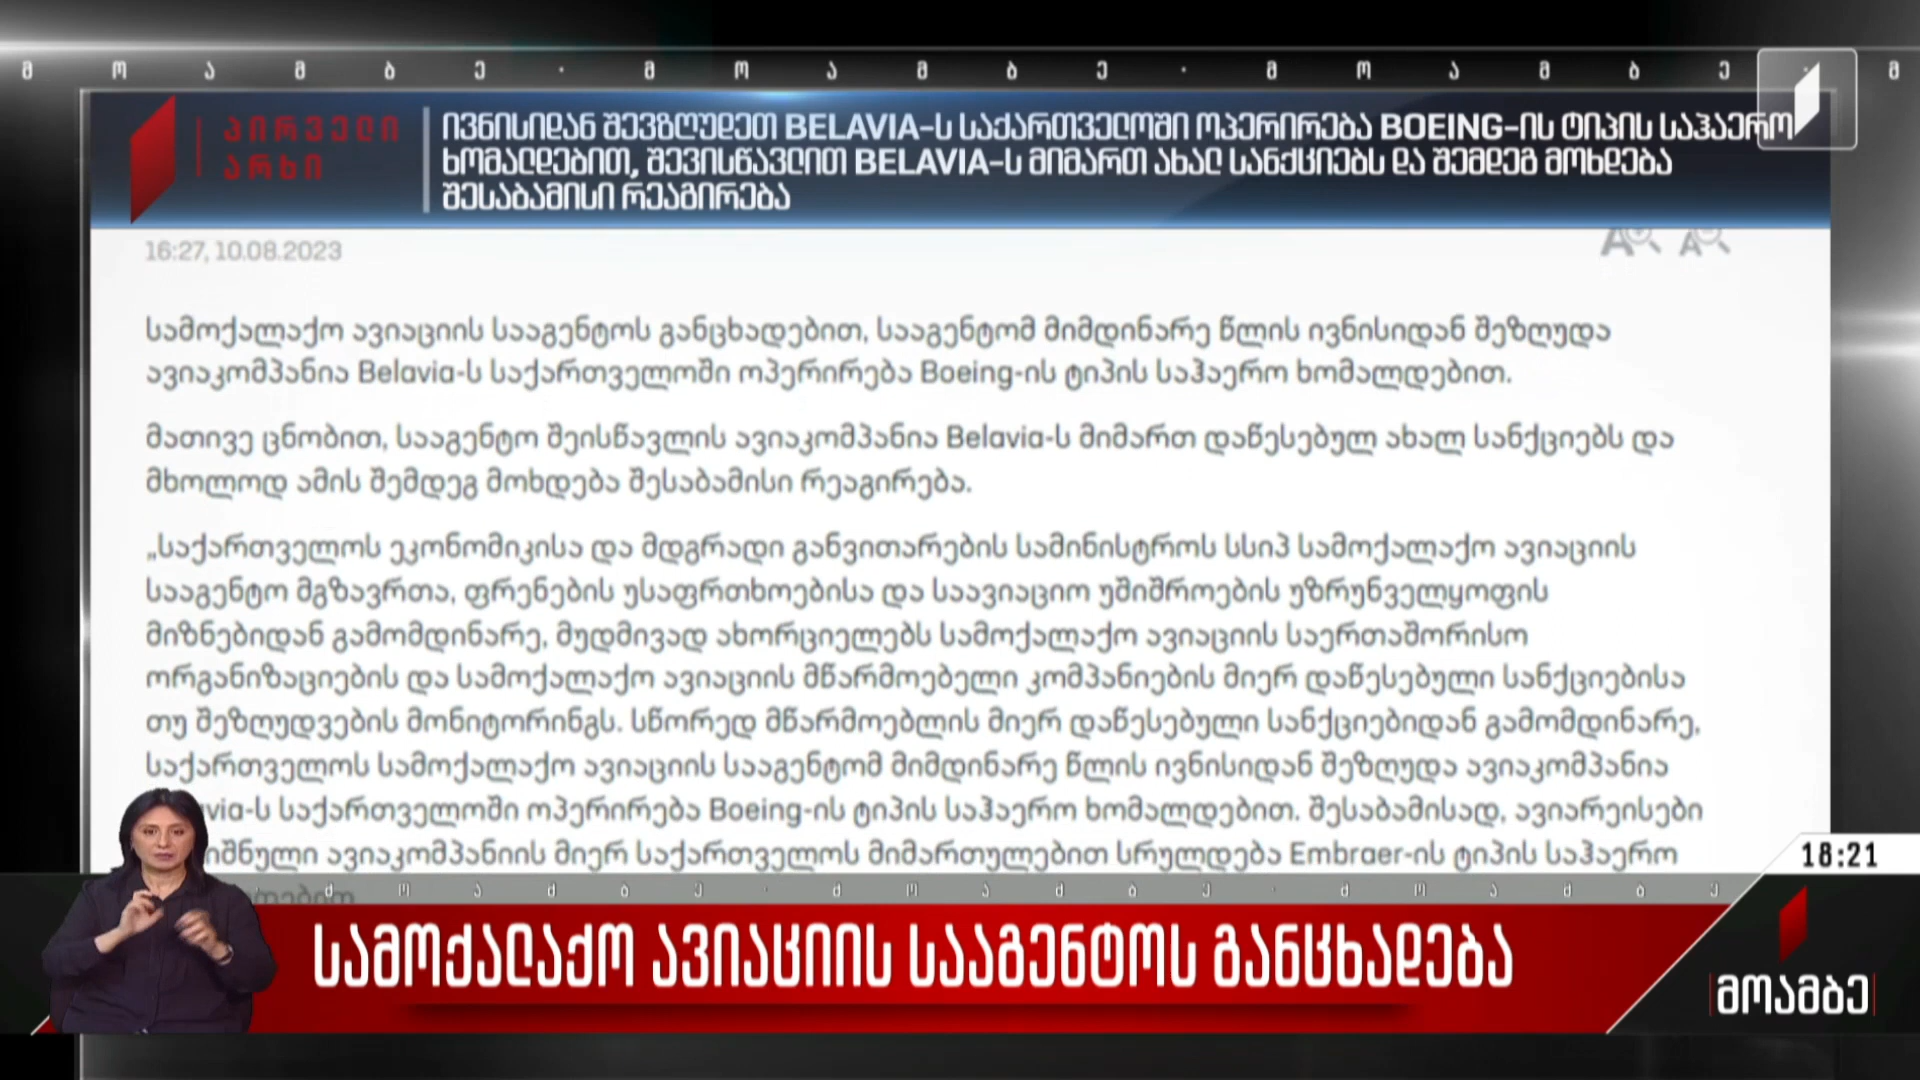 მ ო ა მ ბ ე · მ ო ა მ ბ ე · მ ო ა მ ბ ე · მ
პირველი
არხი
ივნისიდან შევზღუდეთ BELAVIA-ს საქართველოში ოპერირება BOEING-ის ტიპის საჰაერო
ხომალდებით, შევისწავლით BELAVIA-ს მიმართ ახალ სანქციებს და შემდეგ მოხდება
შესაბამისი რეაგირება
16:27, 10.08.2023
სამოქალაქო ავიაციის სააგენტოს განცხადებით, სააგენტომ მიმდინარე წლის ივნისიდან შეზღუდა
ავიაკომპანია Belavia-ს საქართველოში ოპერირება Boeing-ის ტიპის საჰაერო ხომალდებით.
მათივე ცნობით, სააგენტო შეისწავლის ავიაკომპანია Belavia-ს მიმართ დაწესებულ ახალ სანქციებს და
მხოლოდ ამის შემდეგ მოხდება შესაბამისი რეაგირება.
„საქართველოს ეკონომიკისა და მდგრადი განვითარების სამინისტროს სსიპ სამოქალაქო ავიაციის
სააგენტო მგზავრთა, ფრენების უსაფრთხოებისა და საავიაციო უშიშროების უზრუნველყოფის
მიზნებიდან გამომდინარე, მუდმივად ახორციელებს სამოქალაქო ავიაციის საერთაშორისო
ორგანიზაციების და სამოქალაქო ავიაციის მწარმოებელი კომპანიების მიერ დაწესებული სანქციებისა
თუ შეზღუდვების მონიტორინგს. სწორედ მწარმოებლის მიერ დაწესებული სანქციებიდან გამომდინარე,
საქართველოს სამოქალაქო ავიაციის სააგენტომ მიმდინარე წლის ივნისიდან შეზღუდა ავიაკომპანია
via-ს საქართველოში ოპერირება Boeing-ის ტიპის საჰაერო ხომალდებით. შესაბამისად, ავიარეისები
იშნული ავიაკომპანიის მიერ საქართველოს მიმართულებით სრულდება Embraer-ის ტიპის საჰაერო
18:21
მ ო ა მ ბ ე · მ ო ა მ ბ ე
სამოქალაქო ავიაციის სააგენტოს განცხადება
მოამბე